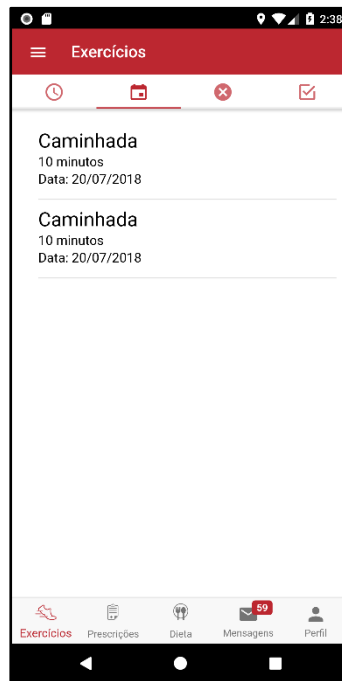 2:38
Exercícios
Caminhada
10 minutos
Data: 20/07/2018
Caminhada
10 minutos
Data: 20/07/2018
59
Exercícios Prescrições Dieta Mensagens Perfil